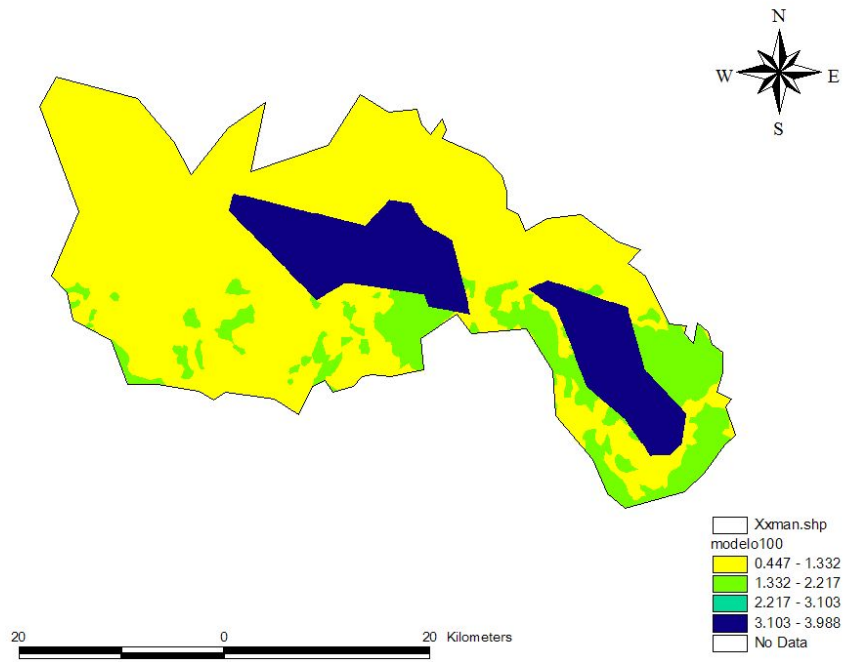 N
W E
S
Xxman.shp
modelo100
0.447 - 1.332
1.332 - 2.217
2.217 - 3.103
3.103 - 3.988
No Data
20 0 20 Kilometers